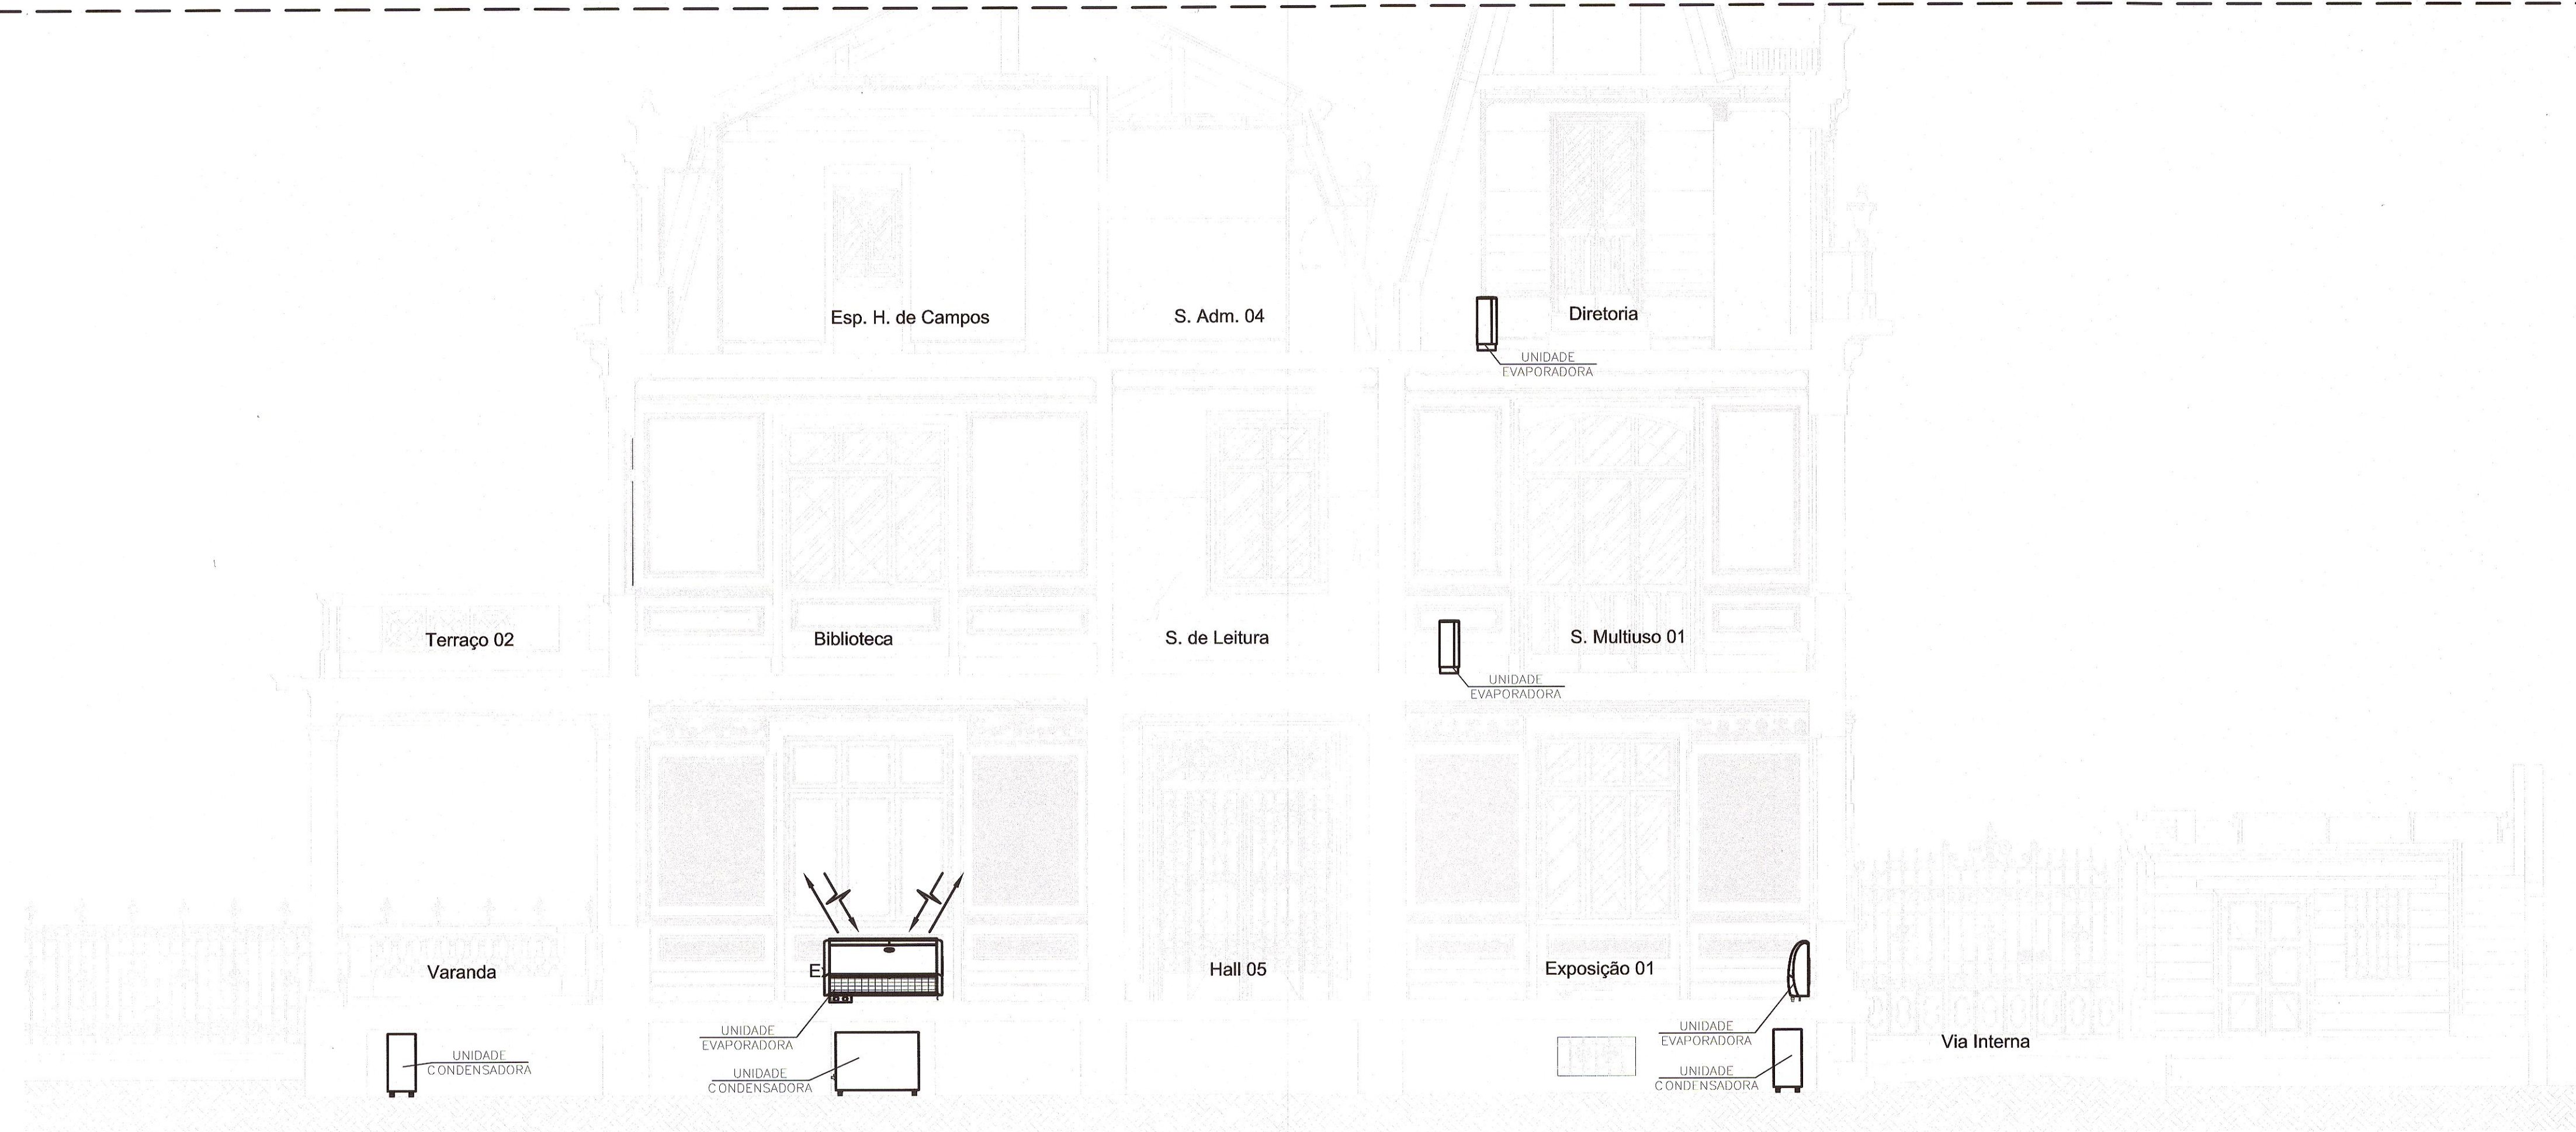 Esp. H. de Campos
S. Adm. 04
Diretoria
UNIDADE
EVAPORADORA
Terraço 02
Biblioteca
S. de Leitura
S. Multiuso 01
UNIDADE
EVAPORADORA
Varanda
Hall 05
Exposição 01
UNIDADE
EVAPORADORA
UNIDADE
EVAPORADORA
Via Interna
UNIDADE
CONDENSADORA
UNIDADE
CONDENSADORA
UNIDADE
CONDENSADORA